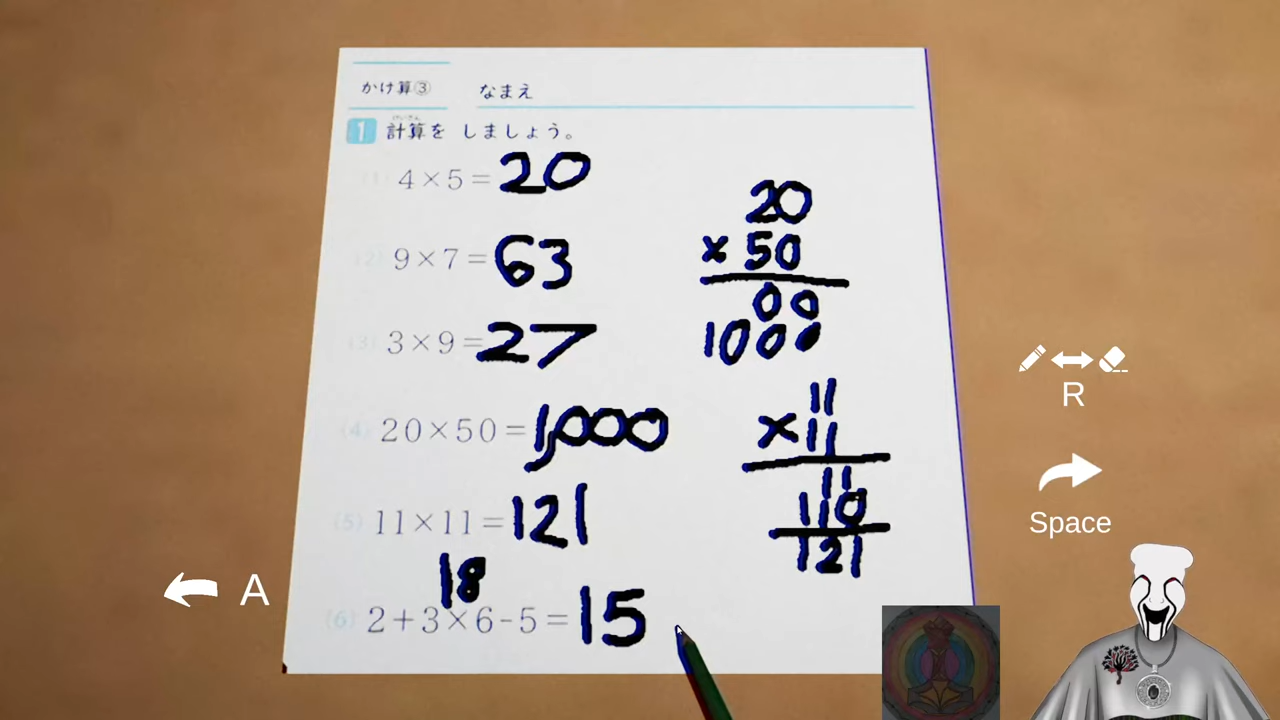 かけ算③ なまえ
けいさん
1 計算を しましょう。
(1) 4×5=20
(2) 9×7=63
(3) 3×9=27
(4) 20×50=1,000
(5) 11×11=121
18
(6) 2+3×6-5=15
20
× 50
00
1000
11
×11
11
110
121
R
Space
A